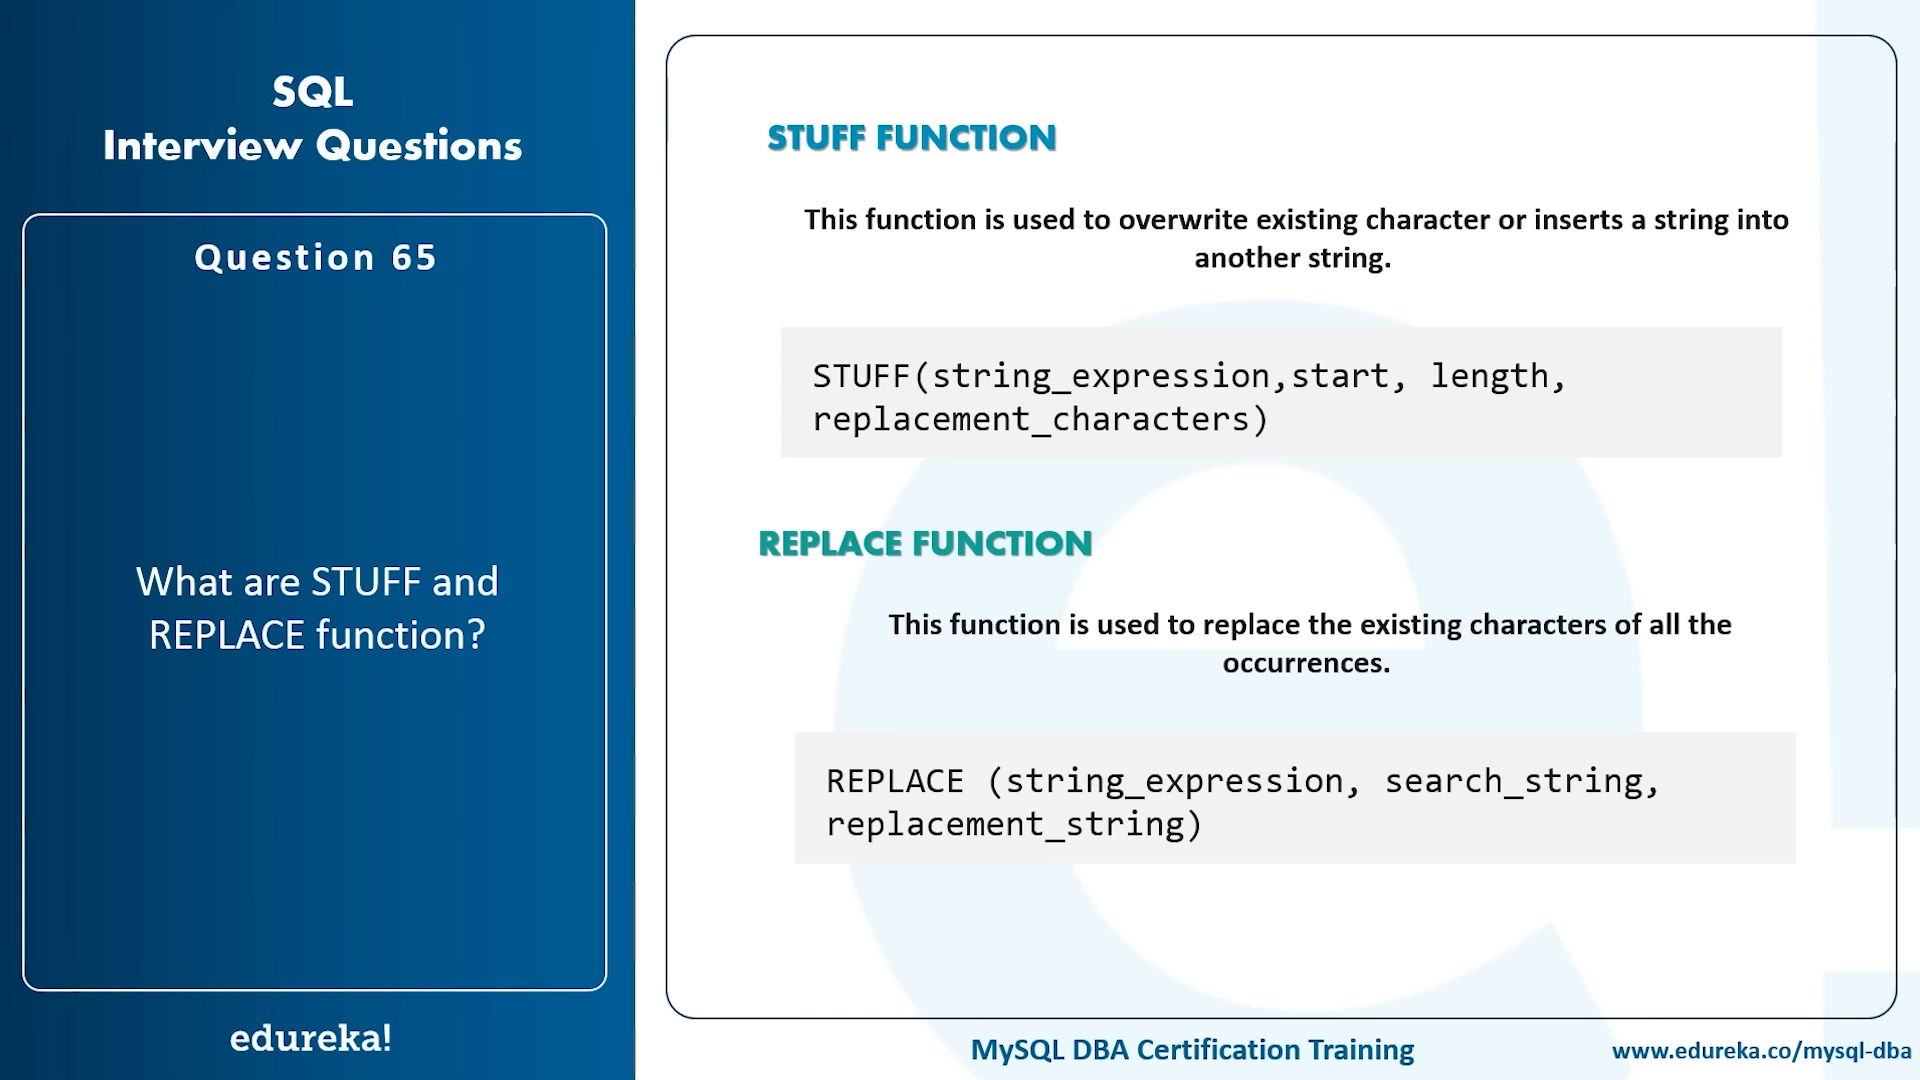 SQL
Interview Questions
Question 65
What are STUFF and
REPLACE function?
edureka!
STUFF FUNCTION
This function is used to overwrite existing character or inserts a string into
another string.
STUFF(string_expression,start, length,
replacement_characters)
REPLACE FUNCTION
This function is used to replace the existing characters of all the
occurrences.
REPLACE (string_expression, search_string,
replacement_string)
MySQL DBA Certification Training
www.edureka.co/mysql-dba